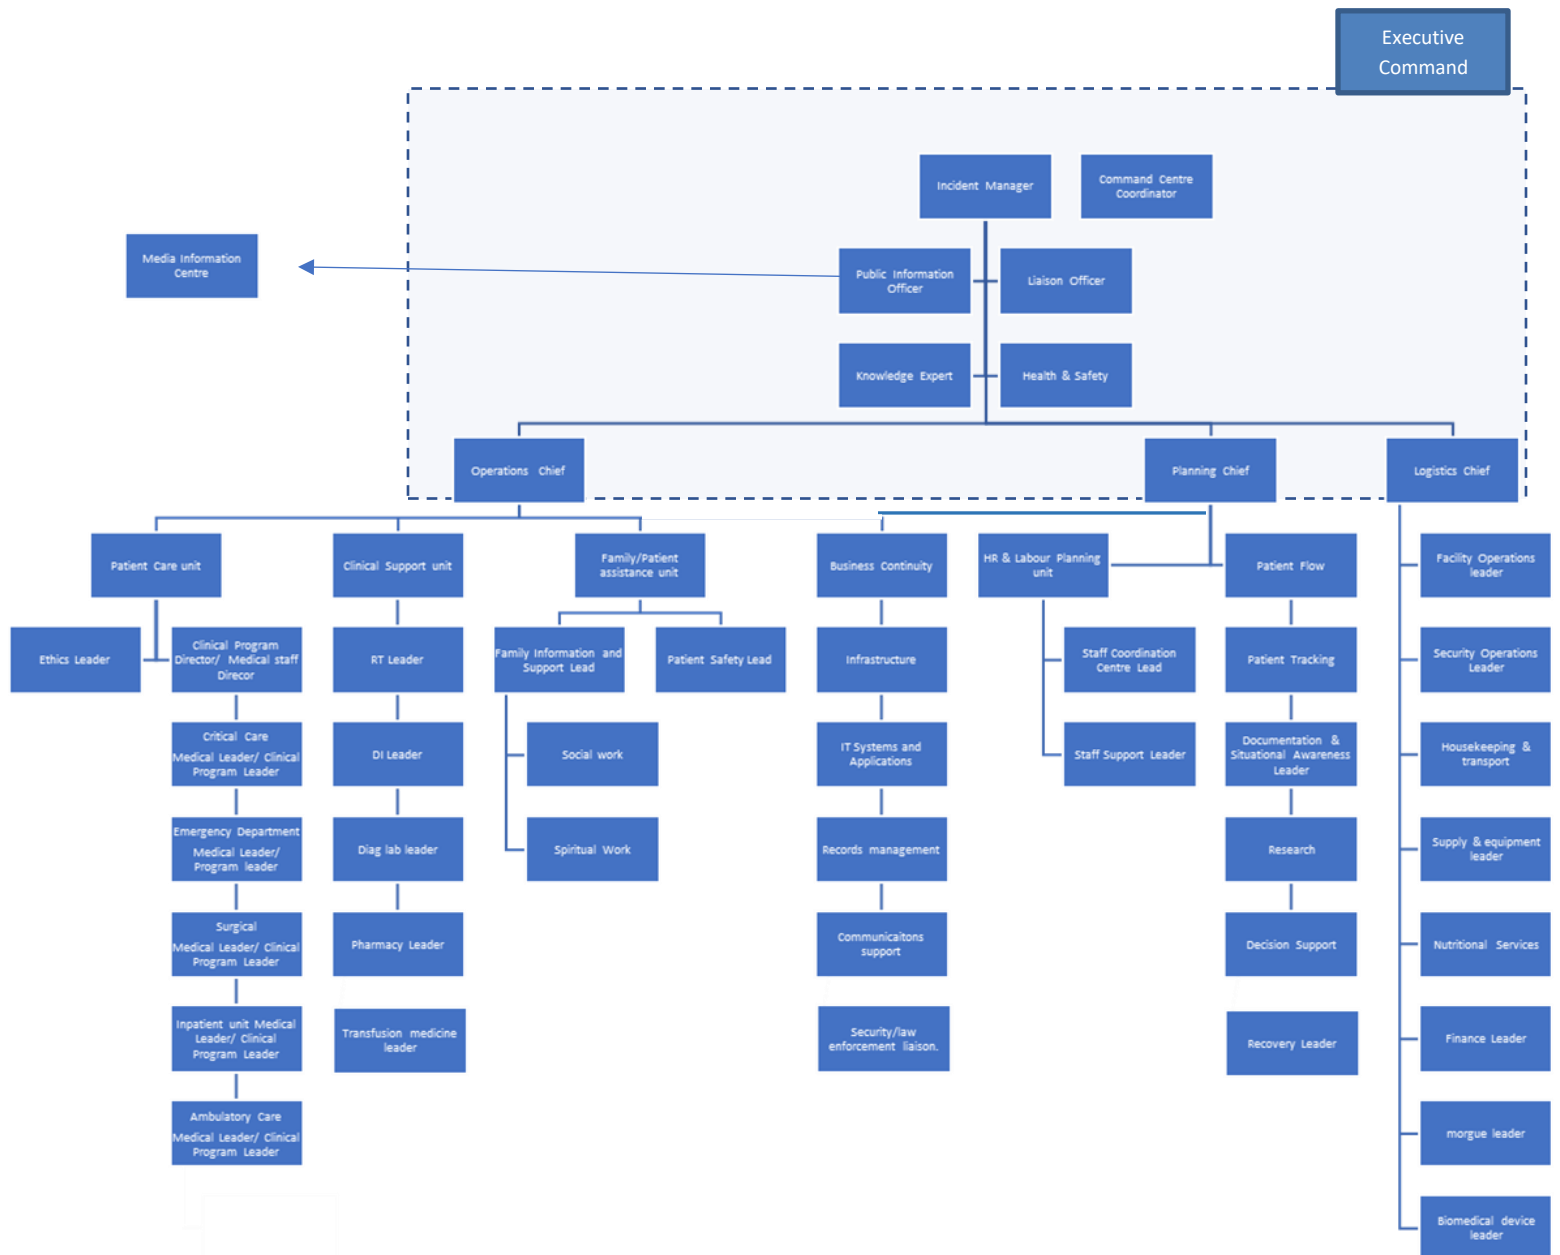 Executive
Command
Incident Manager
Command Centre
Coordinator
Media Information
Centre
Public Information
Officer
Liaison Officer
Knowledge Expert
Health & Safety
Operations Chief
Planning Chief
Logistics Chief
Patient Care unit
Clinical Support unit
Family/Patient
assistance unit
Business Continuity
HR & Labour Planning
unit
Patient Flow
Facility Operations
leader
Ethics Leader
Clinical Program
Director/ Medical staff
Direcor
RT Leader
Family Information and
Support Lead
Patient Safety Lead
Infrastructure
Staff Coordination
Centre Lead
Patient Tracking
Security Operations
Leader
Critical Care
Medical Leader/ Clinical
Program Leader
DI Leader
Social work
IT Systems and
Applications
Staff Support Leader
Documentation &
Situational Awareness
Leader
Housekeeping &
transport
Emergency Department
Medical Leader/
Program leader
Diag lab leader
Spiritual Work
Records management
Research
Supply & equipment
leader
Surgical
Medical Leader/ Clinical
Program Leader
Pharmacy Leader
Communicaitons
support
Decision Support
Nutritional Services
Inpatient unit Medical
Leader/ Clinical
Program Leader
Transfusion medicine
leader
Security/law
enforcement liaison.
Recovery Leader
Finance Leader
Ambulatory Care
Medical Leader/ Clinical
Program Leader
morgue leader
Biomedical device
leader